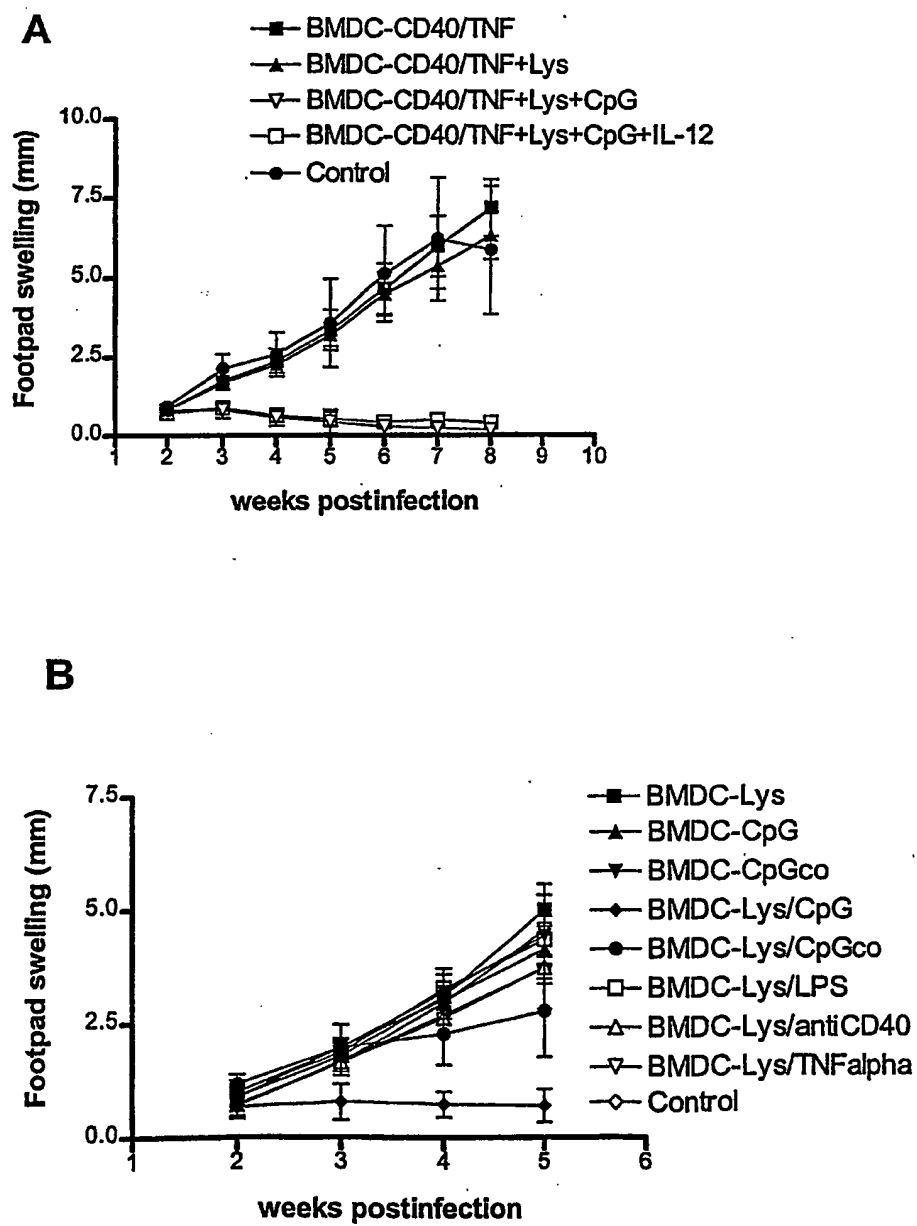 A
BMDC-CD40/TNF
BMDC-CD40/TNF+Lys
BMDC-CD40/TNF+Lys+CpG
BMDC-CD40/TNF+Lys+CpG+IL-12
Control
10.0
7.5
5.0
2.5
0.0
Footpad swelling (mm)
1 2 3 4 5 6 7 8 9 10
weeks postinfection
B
7.5
5.0
2.5
0.0
Footpad swelling (mm)
BMDC-Lys
BMDC-CpG
BMDC-CpGco
BMDC-Lys/CpG
BMDC-Lys/CpGco
BMDC-Lys/LPS
BMDC-Lys/antiCD40
BMDC-Lys/TNFalpha
Control
1 2 3 4 5 6
weeks postinfection